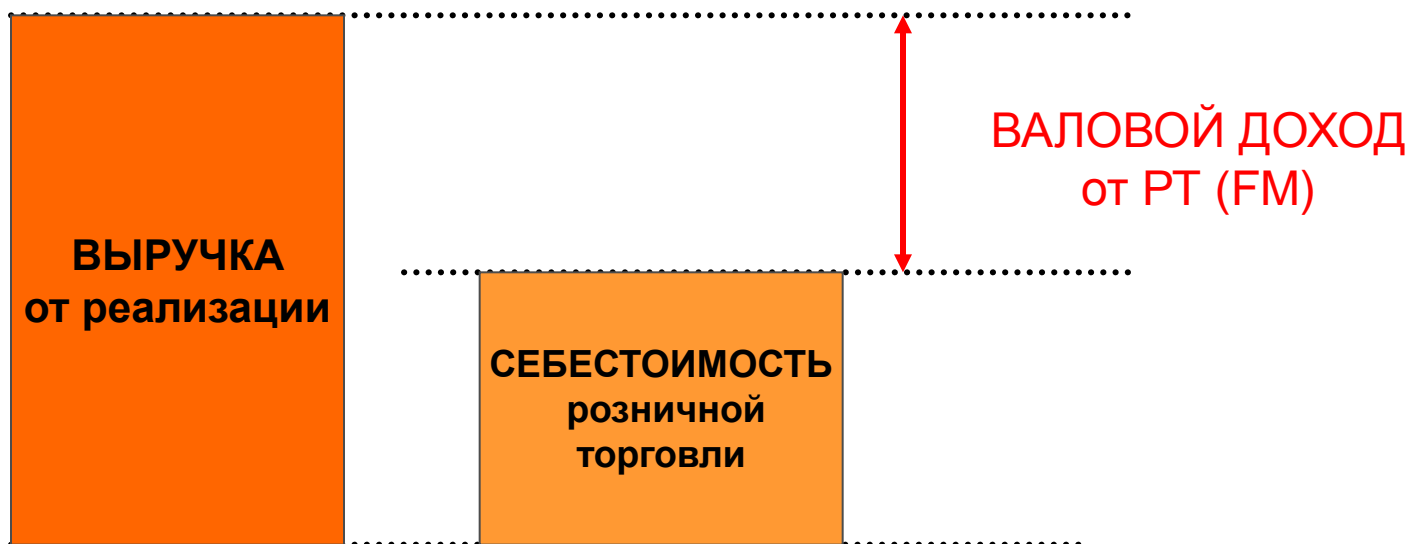 ВЫРУЧКА
от реализации
СЕБЕСТОИМОСТЬ
розничной
торговли
ВАЛОВОЙ ДОХОД
от РТ (FM)